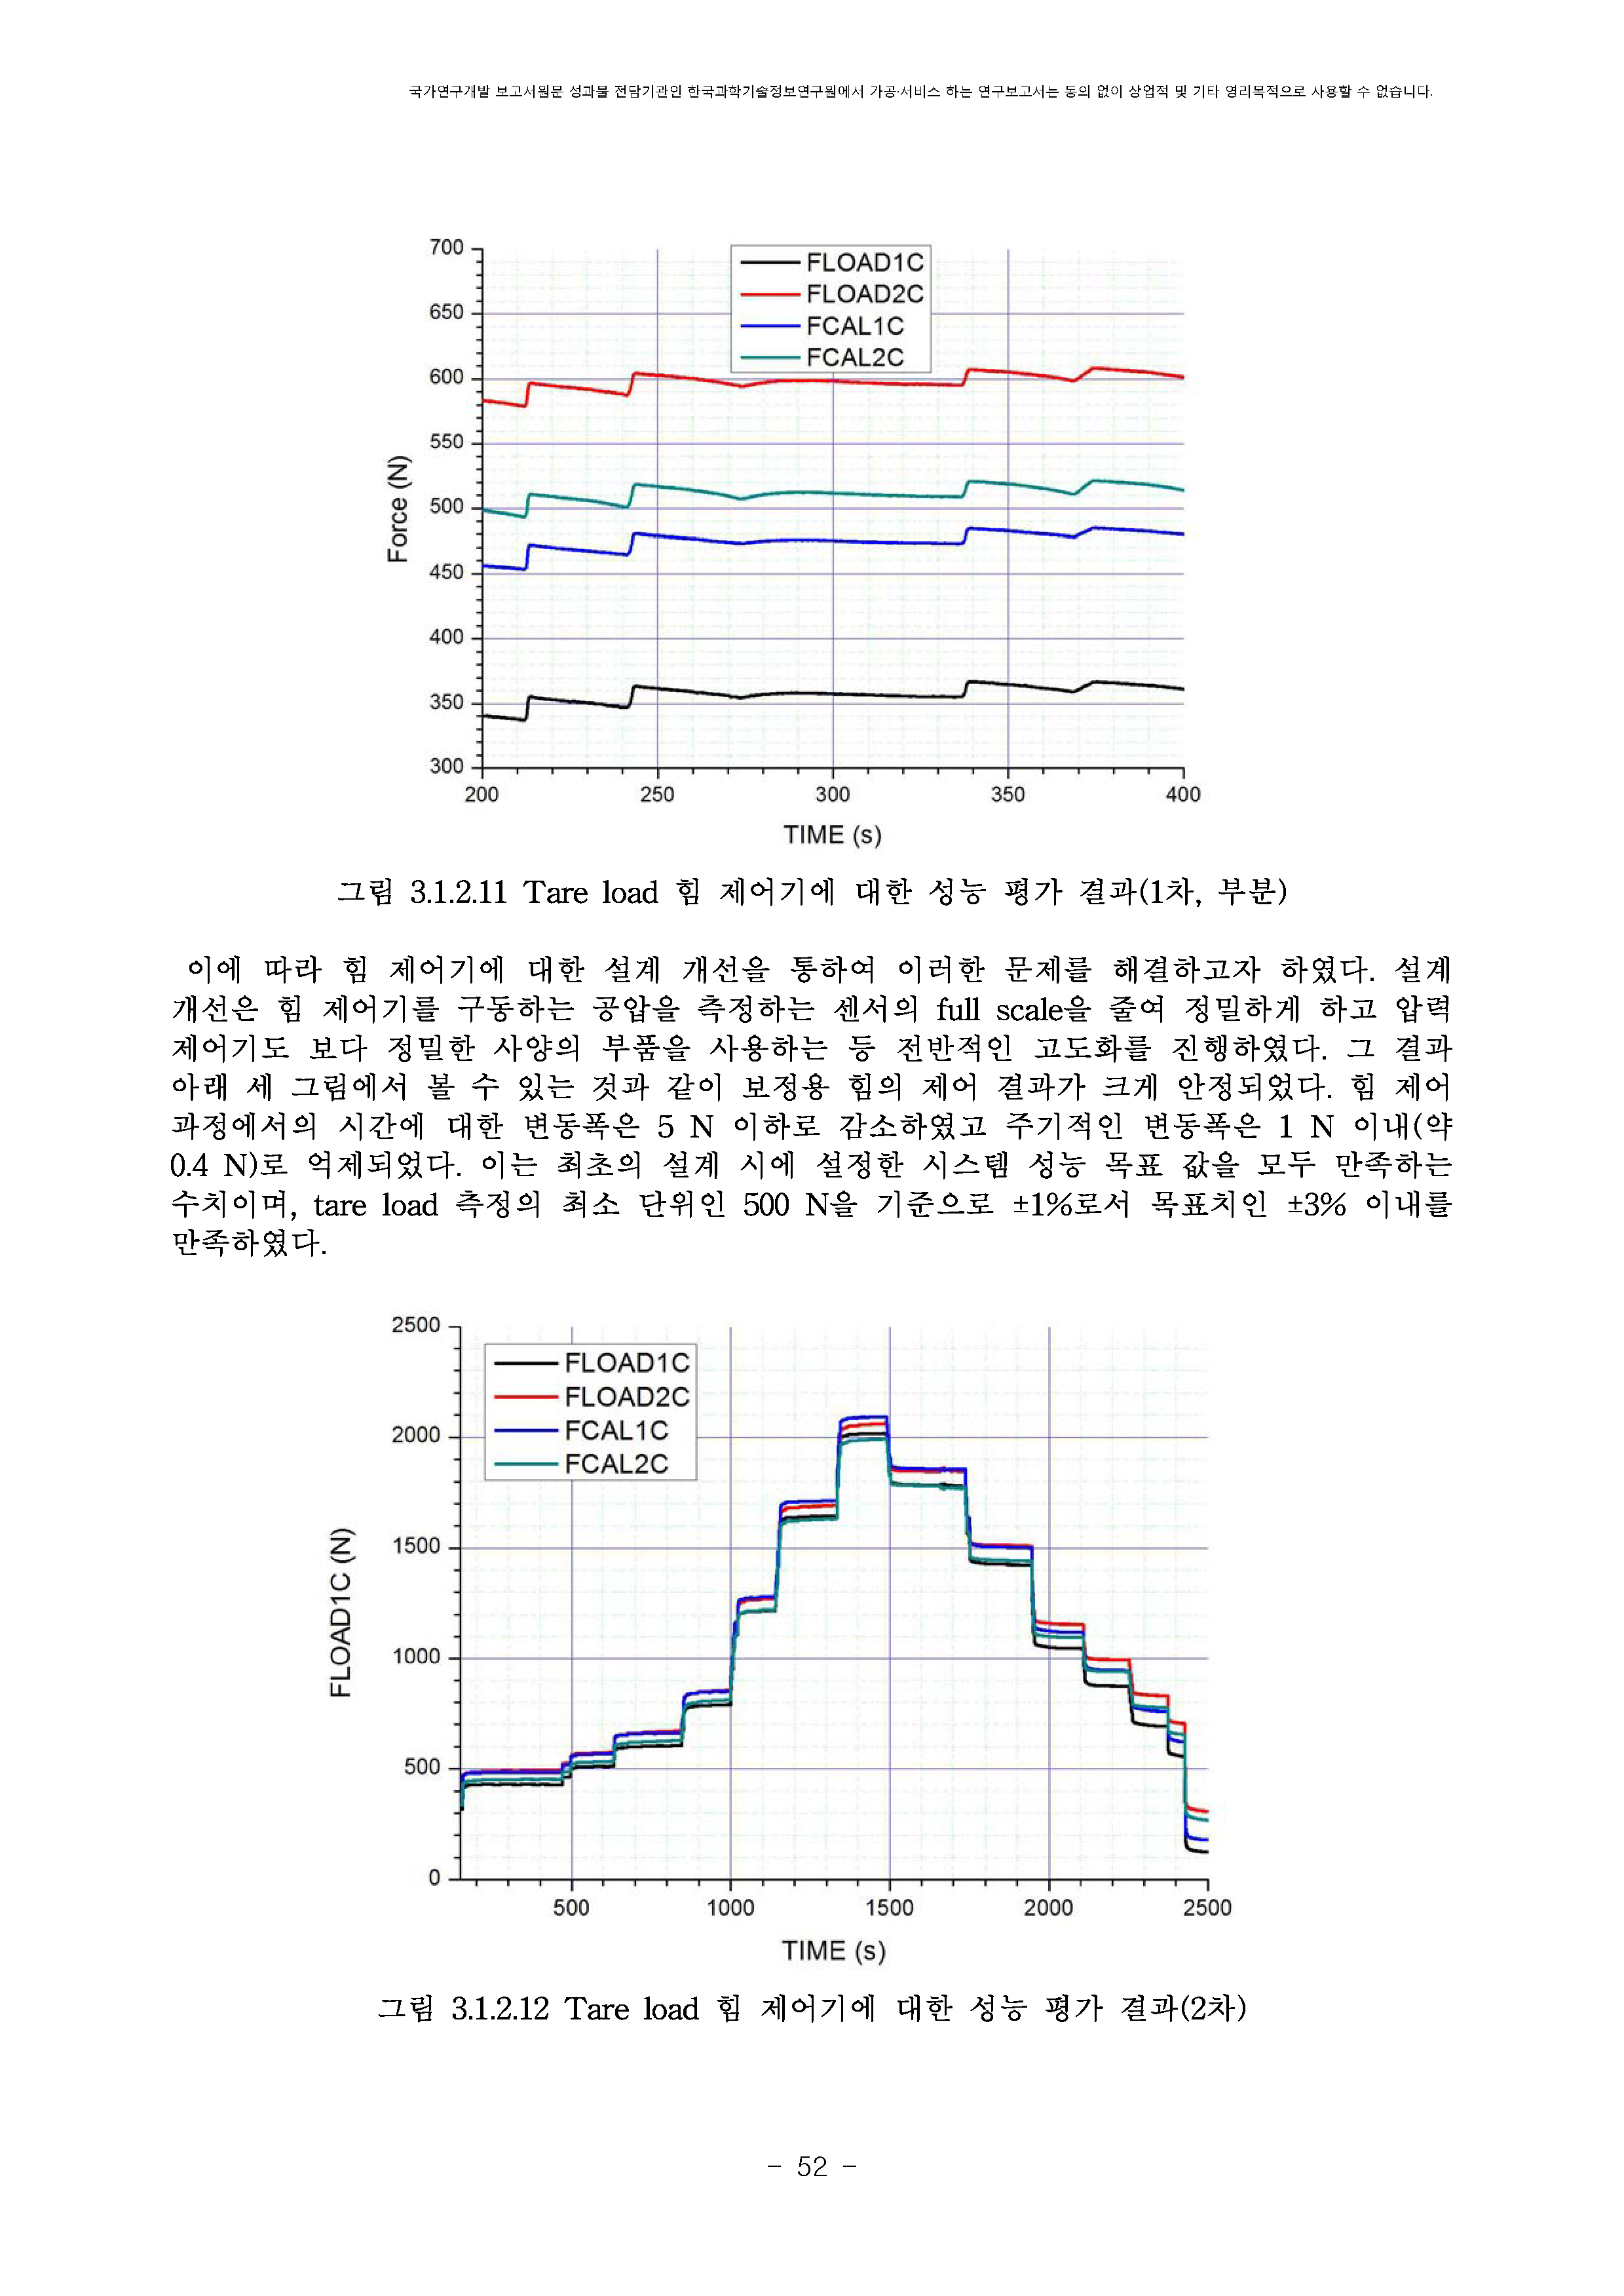 국가연구개발 보고서원문 성과물 전담기관인 한국과학기술정보연구원에서 가공·서비스 하는 연구보고서는 동의 없이 상업적 및 기타 영리목적으로 사용할 수 없습니다.
700
650
600
550
500
450
400
350
300
Force (N)
FLOAD1C
FLOAD2C
FCAL1C
FCAL2C
200 250 300 350 400
TIME (s)
그림 3.1.2.11 Tare load 힘 제어기에 대한 성능 평가 결과(1차, 부분)
이에 따라 힘 제어기에 대한 설계 개선을 통하여 이러한 문제를 해결하고자 하였다. 설계
개선은 힘 제어기를 구동하는 공압을 측정하는 센서의 full scale을 줄여 정밀하게 하고 압력
제어기도 보다 정밀한 사양의 부품을 사용하는 등 전반적인 고도화를 진행하였다. 그 결과
아래 세 그림에서 볼 수 있는 것과 같이 보정용 힘의 제어 결과가 크게 안정되었다. 힘 제어
과정에서의 시간에 대한 변동폭은 5 N 이하로 감소하였고 주기적인 변동폭은 1 N 이내(약
0.4 N)로 억제되었다. 이는 최초의 설계 시에 설정한 시스템 성능 목표 값을 모두 만족하는
수치이며, tare load 측정의 최소 단위인 500 N을 기준으로 ±1%로서 목표치인 ±3% 이내를
만족하였다.
2500
2000
1500
1000
500
0
FLOAD1C (N)
FLOAD1C
FLOAD2C
FCAL1C
FCAL2C
500 1000 1500 2000 2500
TIME (s)
그림 3.1.2.12 Tare load 힘 제어기에 대한 성능 평가 결과(2차)
- 52 -